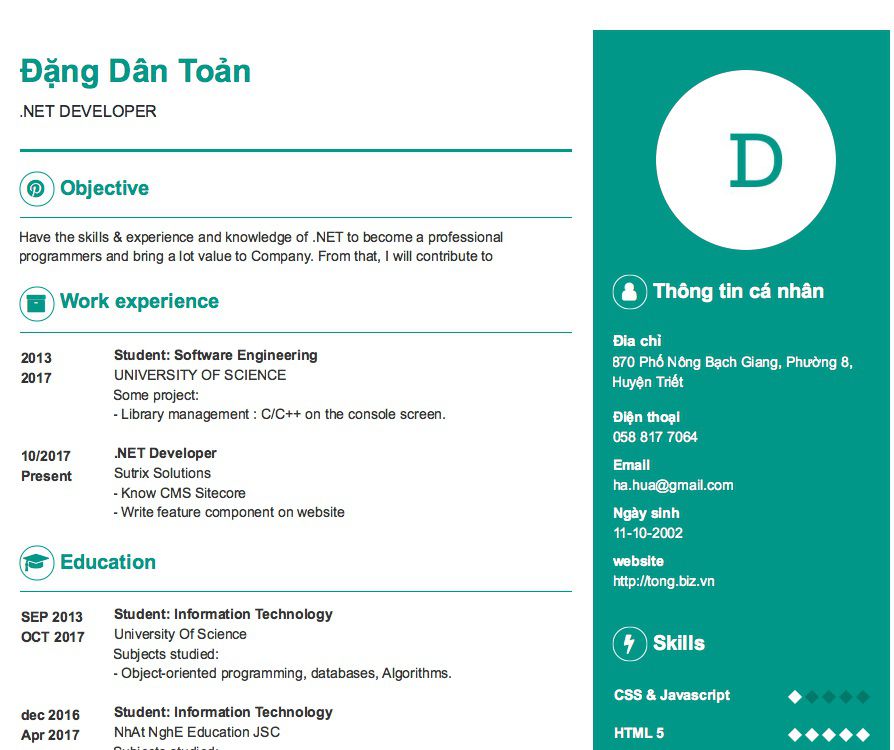 Đặng Dân Toản
.NET DEVELOPER
Objective
Have the skills & experience and knowledge of .NET to become a professional
programmers and bring a lot value to Company. From that, I will contribute to
Work experience
2013
2017
Student: Software Engineering
UNIVERSITY OF SCIENCE
Some project:
- Library management : C/C++ on the console screen.
10/2017
Present
.NET Developer
Sutrix Solutions
- Know CMS Sitecore
- Write feature component on website
Education
SEP 2013
OCT 2017
Student: Information Technology
University Of Science
Subjects studied:
- Object-oriented programming, databases, Algorithms.
dec 2016
Apr 2017
Student: Information Technology
NhAt NghE Education JSC
Subjects studied:
D
Thông tin cá nhân
Đia chỉ
870 Phố Nông Bạch Giang, Phường 8,
Huyện Triết
Điện thoại
058 817 7064
Email
ha.hua@gmail.com
Ngày sinh
11-10-2002
website
http://tong.biz.vn
Skills
CSS & Javascript
HTML 5